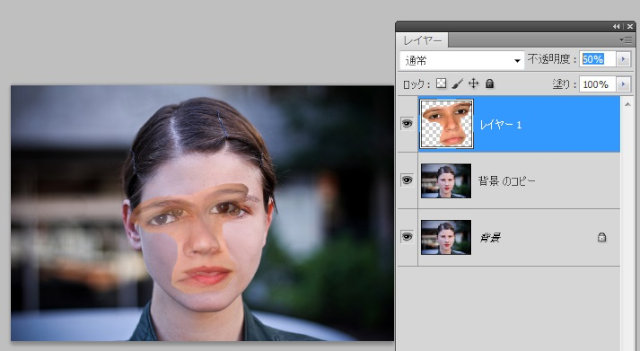 レイヤー
通常
不透明度：50%
ロック：
塗り：100%
レイヤー 1
背景 のコピー
背景